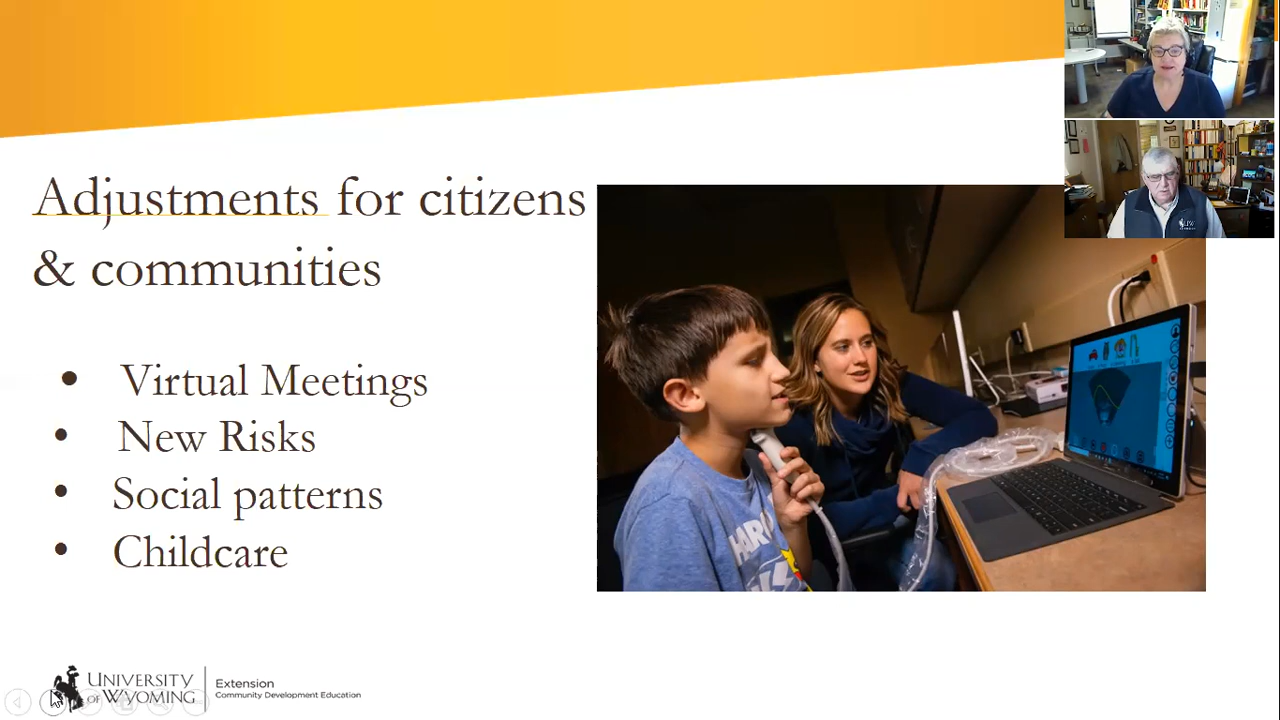 Adjustments for citizens
& communities
• Virtual Meetings
• New Risks
• Social patterns
• Childcare
UNIVERSITY
OF WYOMING
Extension
Community Development Education